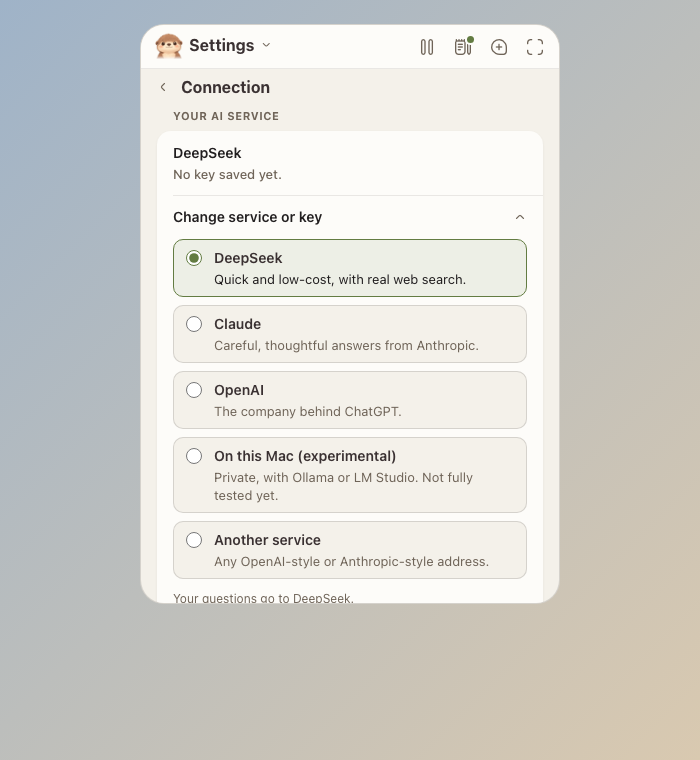 Settings
Connection
YOUR AI SERVICE
DeepSeek
No key saved yet.
Change service or key
DeepSeek
Quick and low-cost, with real web search.
Claude
Careful, thoughtful answers from Anthropic.
OpenAI
The company behind ChatGPT.
On this Mac (experimental)
Private, with Ollama or LM Studio. Not fully
tested yet.
Another service
Any OpenAI-style or Anthropic-style address.
Your questions go to DeepSeek.